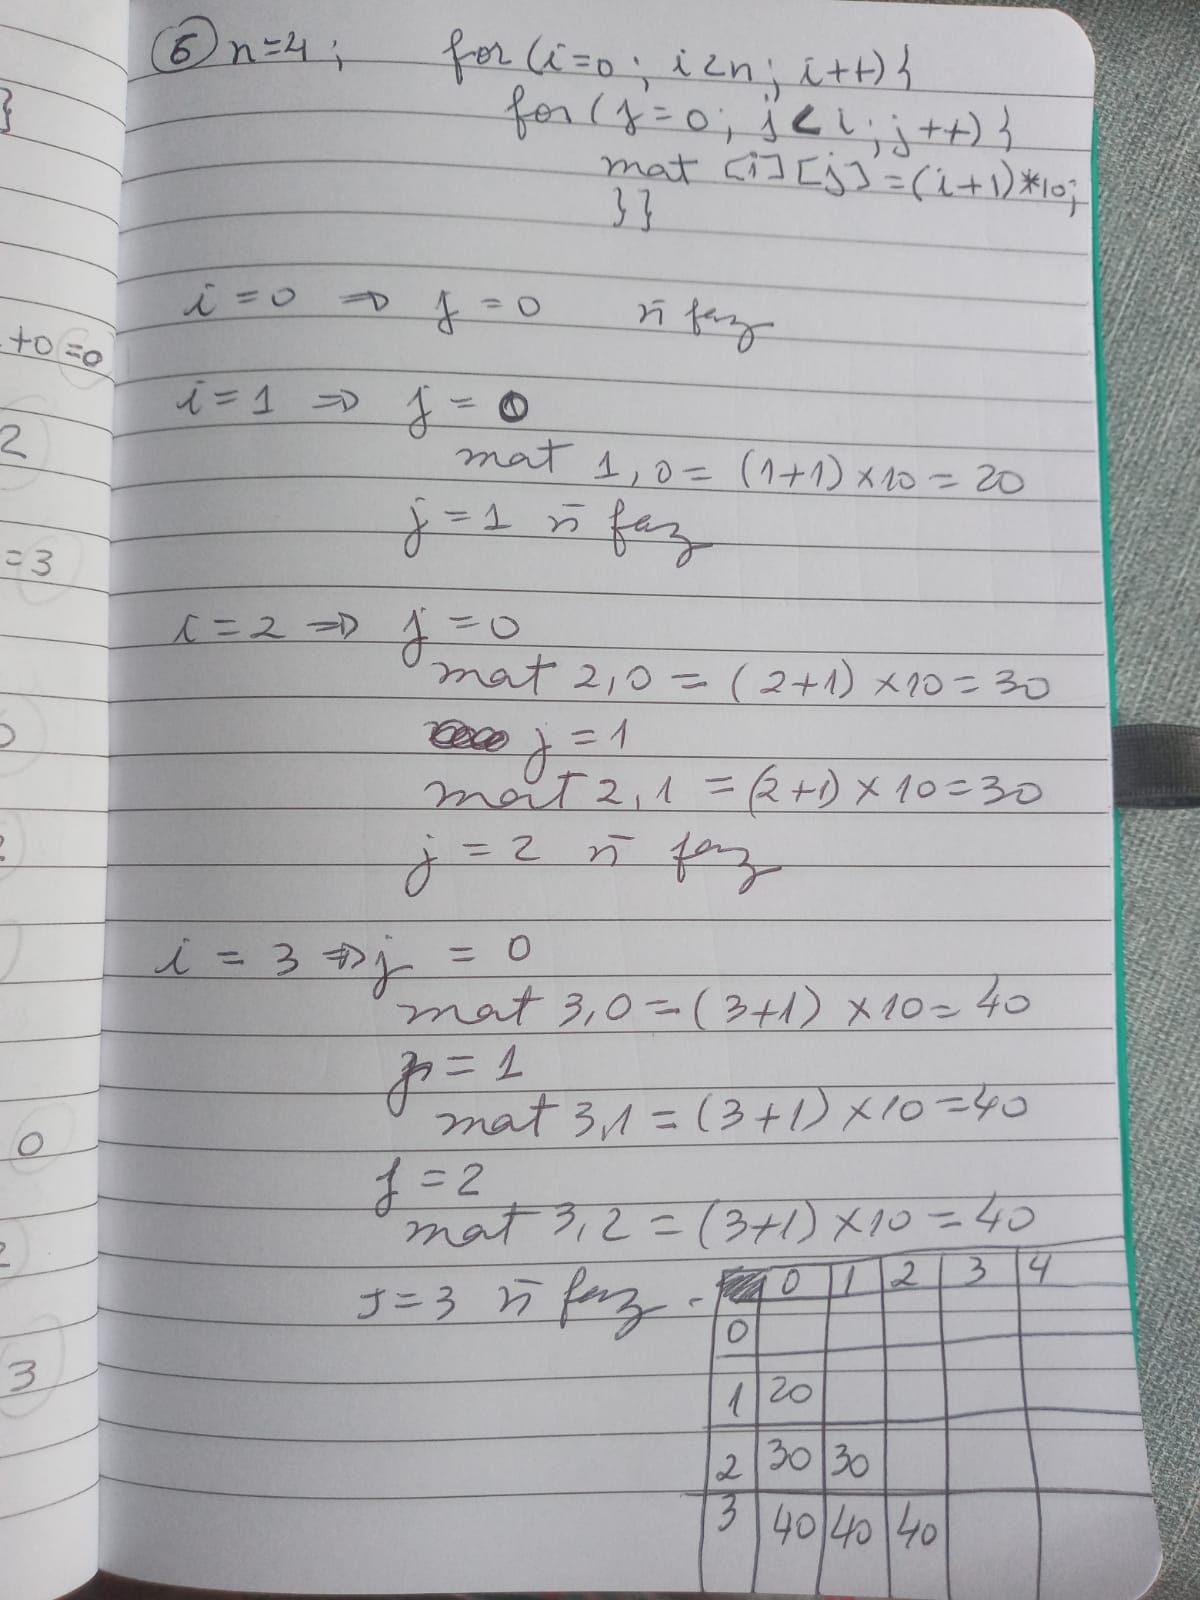 6 n=4; for (i=0; i<n; i++) {
for (j=0; j<i; j++) {
mat [i][j]=(i+1)*10;
}}
i=0 ⇒ j=0 ñ faz
i=1 ⇒ j=0
mat 1,0=(1+1)×10=20
j=1 ñ faz
i=2 ⇒ j=0
mat 2,0=(2+1)×10=30
j=1
mat 2,1=(2+1)×10=30
j=2 ñ faz
i=3 ⇒ j=0
mat 3,0=(3+1)×10=40
j=1
mat 3,1=(3+1)×10=40
j=2
mat 3,2=(3+1)×10=40
J=3 ñ faz.
0 1 2 3 4
0
1 20
2 30 30
3 40 40 40
}
+0=0
2
=3
0
3